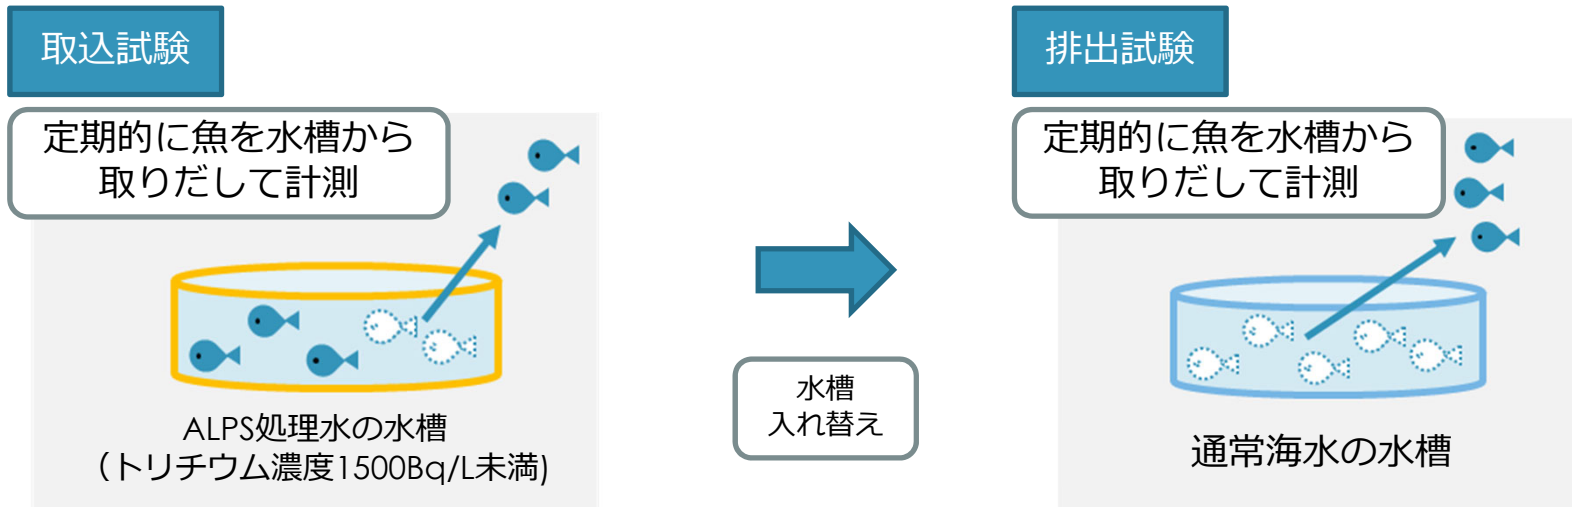 取込試験
定期的に魚を水槽から
取りだして計測
ALPS処理水の水槽
（トリチウム濃度1500Bq/L未満)
水槽
入れ替え
排出試験
定期的に魚を水槽から
取りだして計測
通常海水の水槽